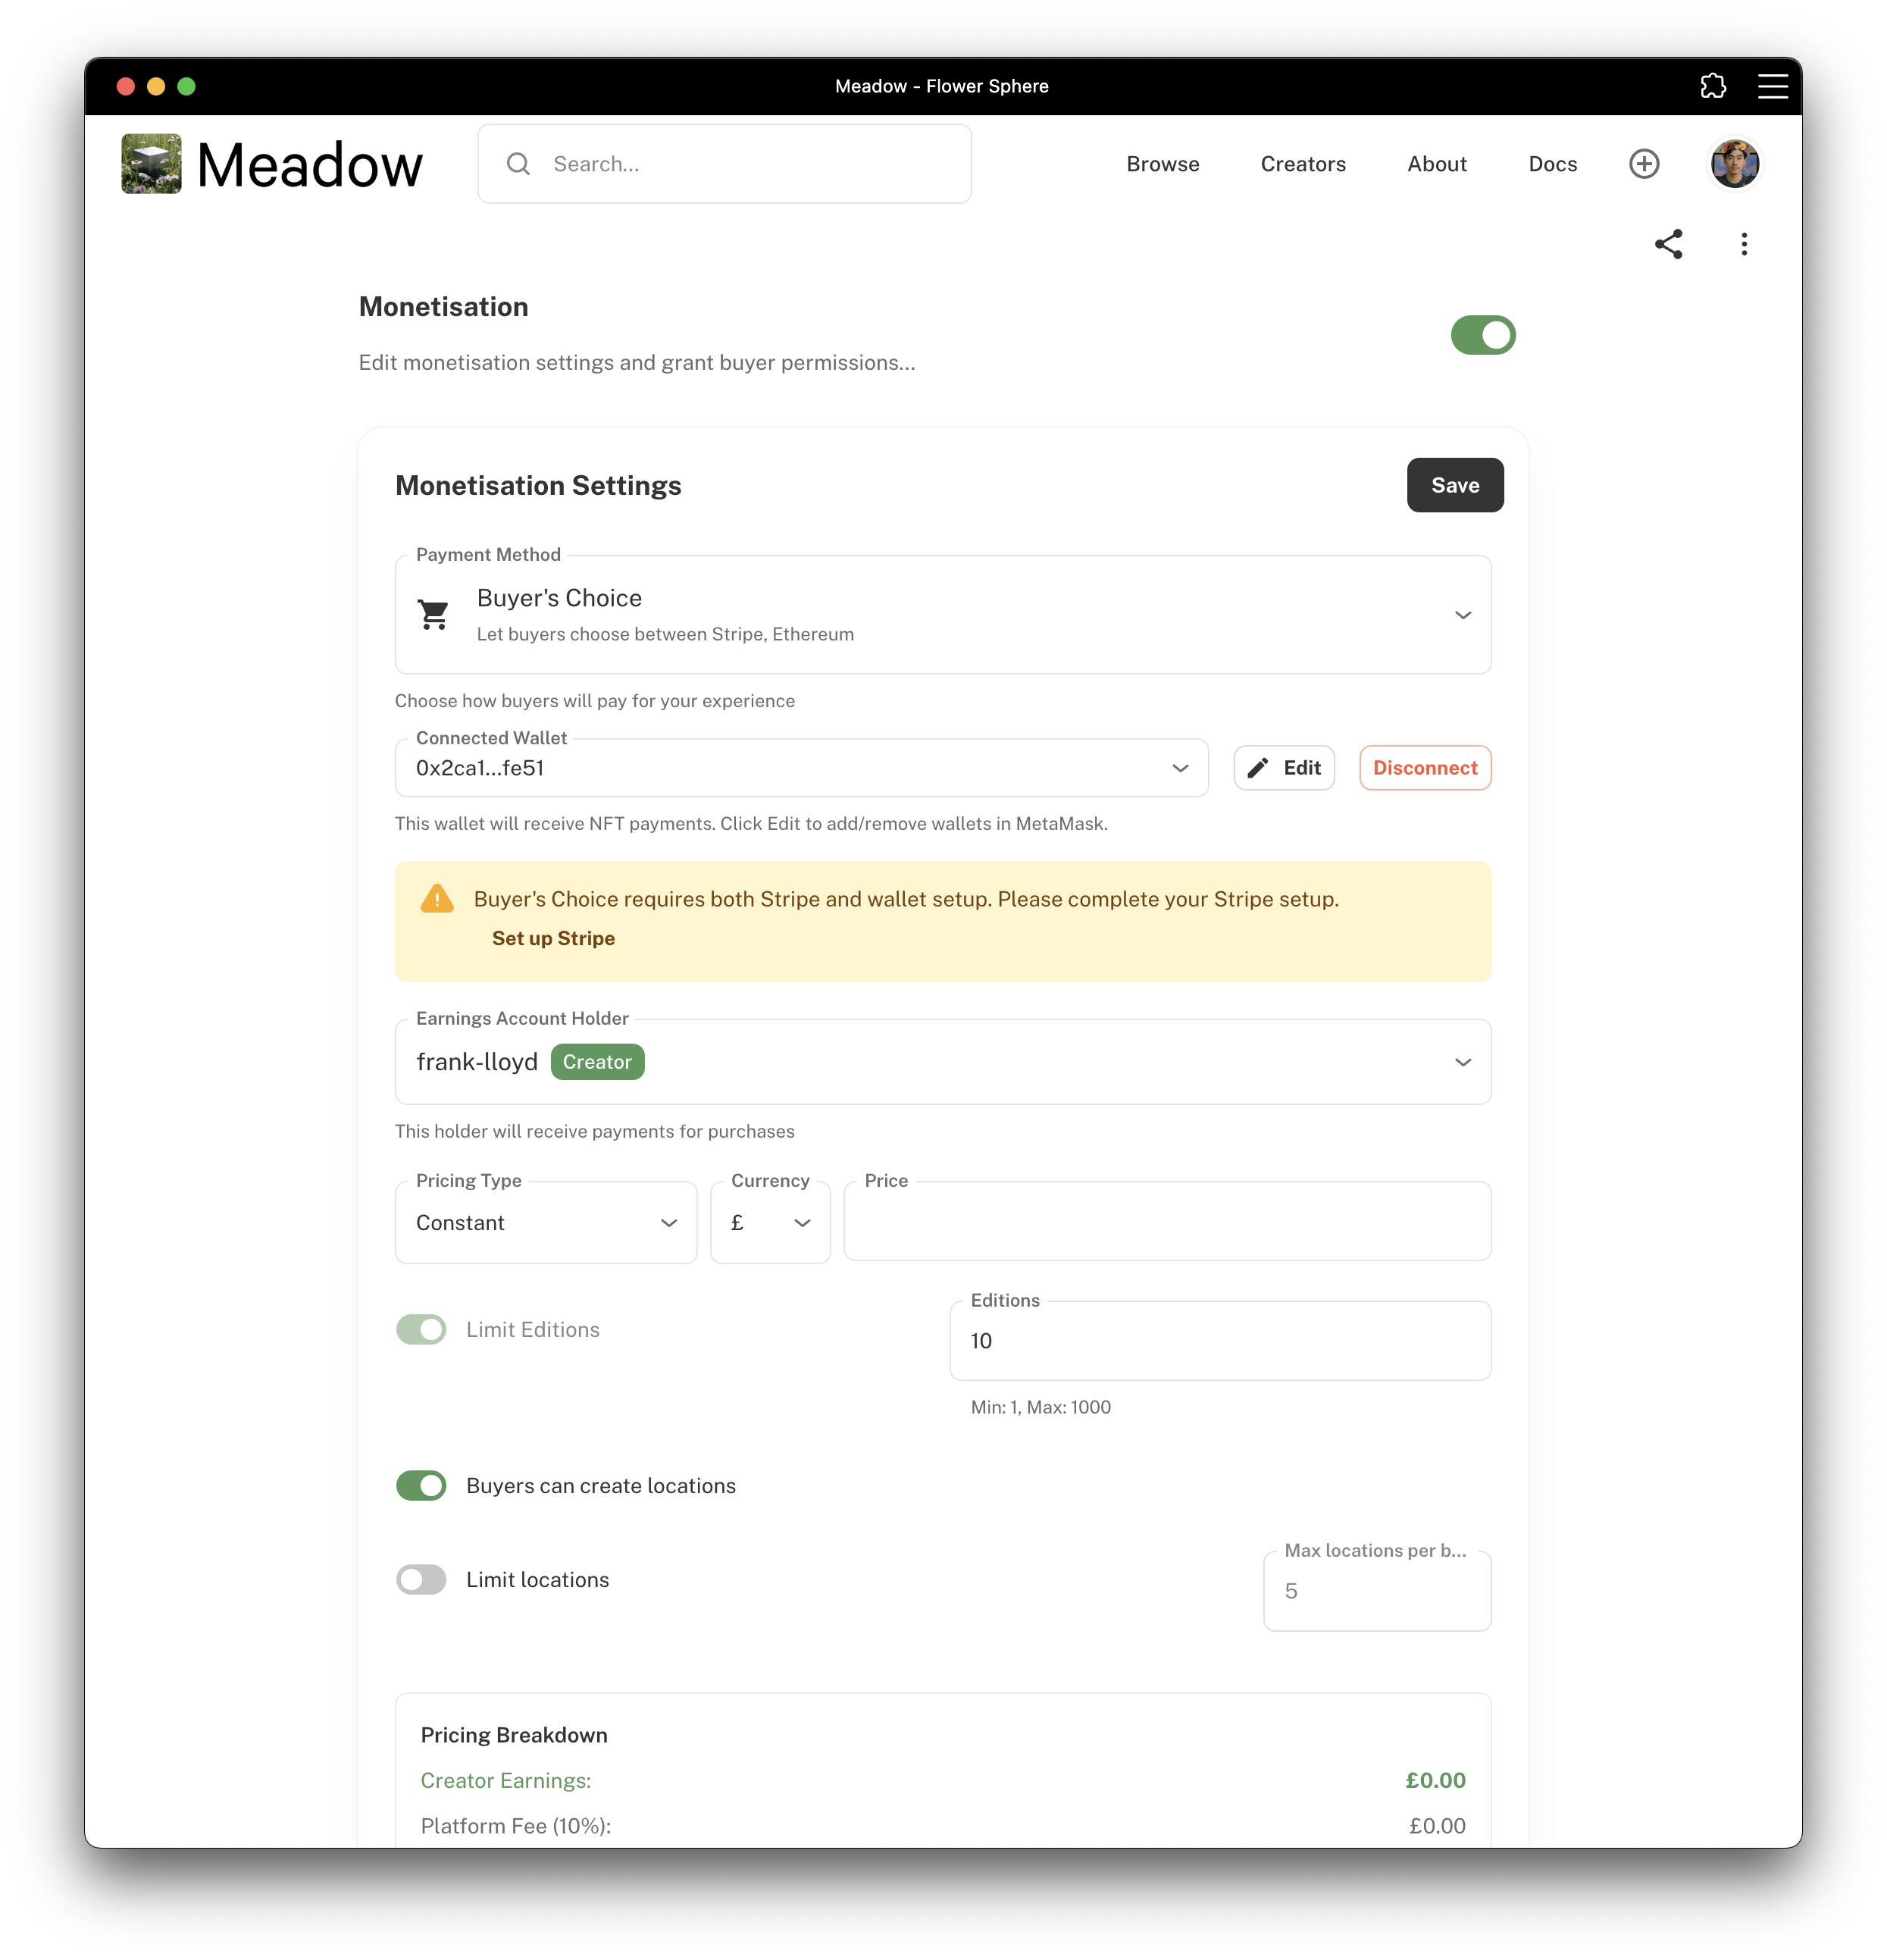 Meadow - Flower Sphere
Meadow
Search...
Browse
Creators
About
Docs
Monetisation
Edit monetisation settings and grant buyer permissions...
Monetisation Settings
Save
Payment Method
Buyer's Choice
Let buyers choose between Stripe, Ethereum
Choose how buyers will pay for your experience
Connected Wallet
0x2ca1...fe51
Edit
Disconnect
This wallet will receive NFT payments. Click Edit to add/remove wallets in MetaMask.
Buyer's Choice requires both Stripe and wallet setup. Please complete your Stripe setup.
Set up Stripe
Earnings Account Holder
frank-lloyd Creator
This holder will receive payments for purchases
Pricing Type
Constant
Currency
£
Price
Limit Editions
Editions
10
Min: 1, Max: 1000
Buyers can create locations
Limit locations
Max locations per b...
5
Pricing Breakdown
Creator Earnings: £0.00
Platform Fee (10%): £0.00